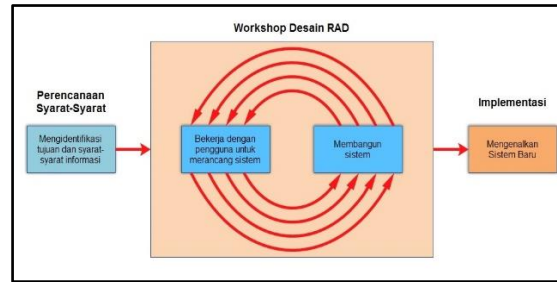 Workshop Desain RAD
Perencanaan
Syarat-Syarat
Mengidentifikasi
tujuan dan syarat-
syarat informasi
Bekerja dengan
pengguna untuk
merancang sistem
Membangun
sistem
Implementasi
Mengenalkan
Sistem Baru